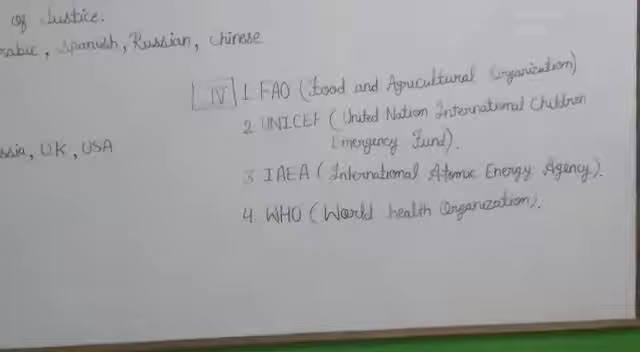 of Justice.
rabic, Spanish, Russian, Chinese
ssia, UK, USA
IV 1. FAO (Food and Agricultural Organization)
2. UNICEF (United Nation International Children
Emergency Fund).
3. IAEA (International Atomic Energy Agency).
4. WHO (World health Organization).